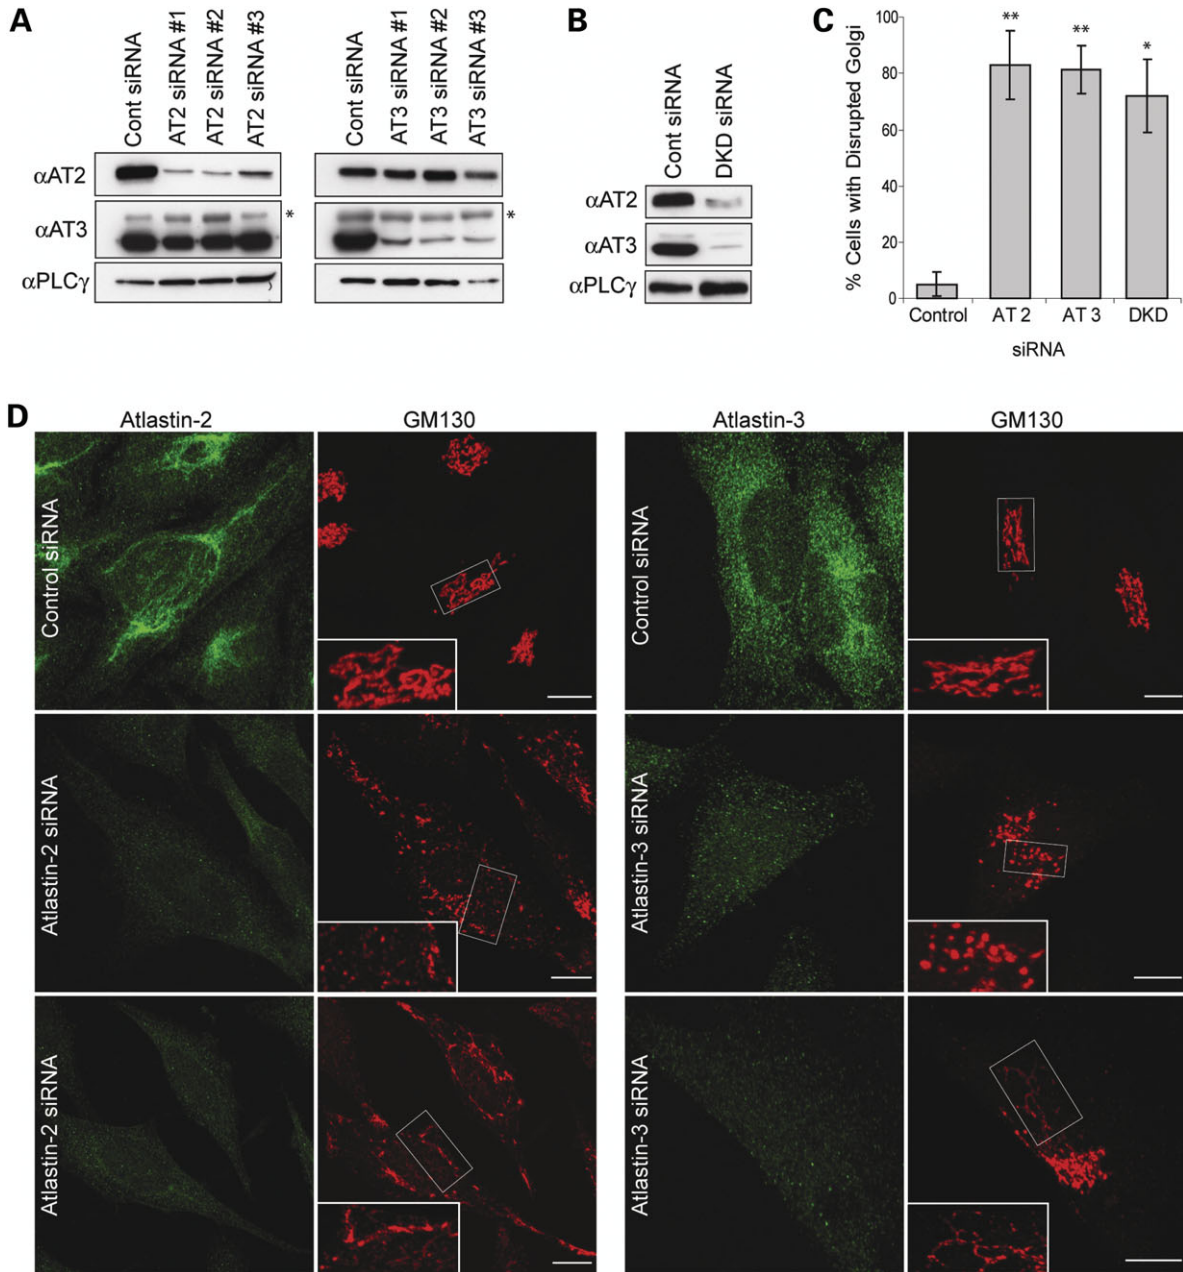 A
Cont siRNA
AT2 siRNA #1
AT2 siRNA #2
AT2 siRNA #3
Cont siRNA
AT3 siRNA #1
AT3 siRNA #2
AT3 siRNA #3
αAT2
αAT3
*
*
αPLCγ
B
Cont siRNA
DKD siRNA
αAT2
αAT3
αPLCγ
C
% Cells with Disrupted Golgi
100
80
60
40
20
0
**
**
*
Control
AT 2
AT 3
DKD
siRNA
D
Atlastin-2
GM130
Atlastin-3
GM130
Control siRNA
Control siRNA
Atlastin-2 siRNA
Atlastin-3 siRNA
Atlastin-2 siRNA
Atlastin-3 siRNA